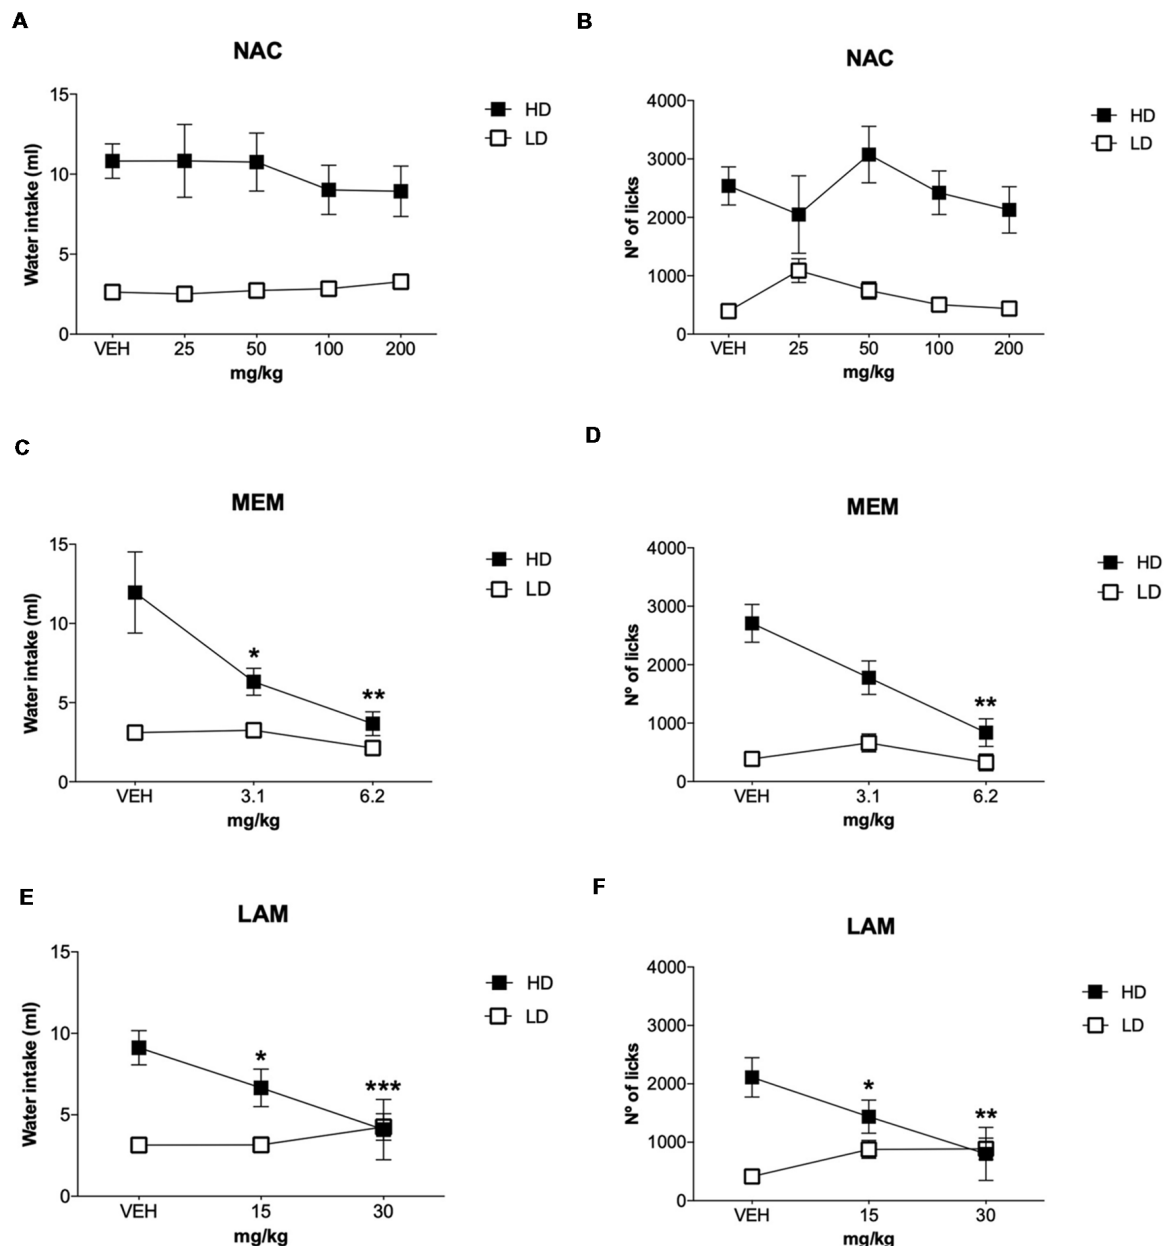 A
NAC
15
10
5
0
Water intake (ml)
VEH 25 50 100 200
mg/kg
HD
LD
B
NAC
4000
3000
2000
1000
0
Nº of licks
VEH 25 50 100 200
mg/kg
HD
LD
C
MEM
15
10
5
0
Water intake (ml)
*
**
VEH 3.1 6.2
mg/kg
HD
LD
D
MEM
4000
3000
2000
1000
0
Nº of licks
**
VEH 3.1 6.2
mg/kg
HD
LD
E
LAM
15
10
5
0
Water intake (ml)
*
***
VEH 15 30
mg/kg
HD
LD
F
LAM
4000
3000
2000
1000
0
Nº of licks
*
**
VEH 15 30
mg/kg
HD
LD